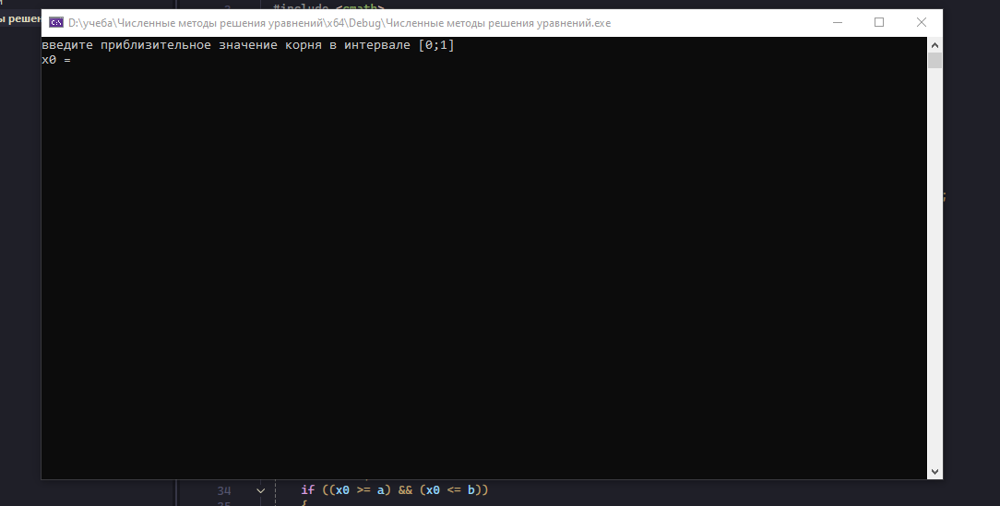 #include <cmath>
ы решен
D:\учеба\Численные методы решения уравнений\x64\Debug\Численные методы решения уравнений.exe
введите приблизительное значение корня в интервале [0;1]
x0 =
;
34 if ((x0 >= a) && (x0 <= b))
35 {